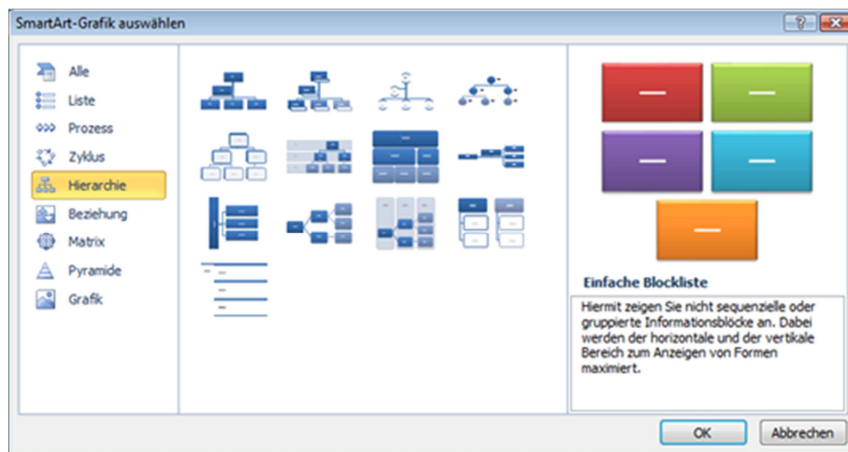 SmartArt-Grafik auswählen
Alle
Liste
Prozess
Zyklus
Hierarchie
Beziehung
Matrix
Pyramide
Grafik
Einfache Blockliste
Hiermit zeigen Sie nicht sequenzielle oder
gruppierte Informationsblöcke an. Dabei
werden der horizontale und der vertikale
Bereich zum Anzeigen von Formen
maximiert.
OK
Abbrechen